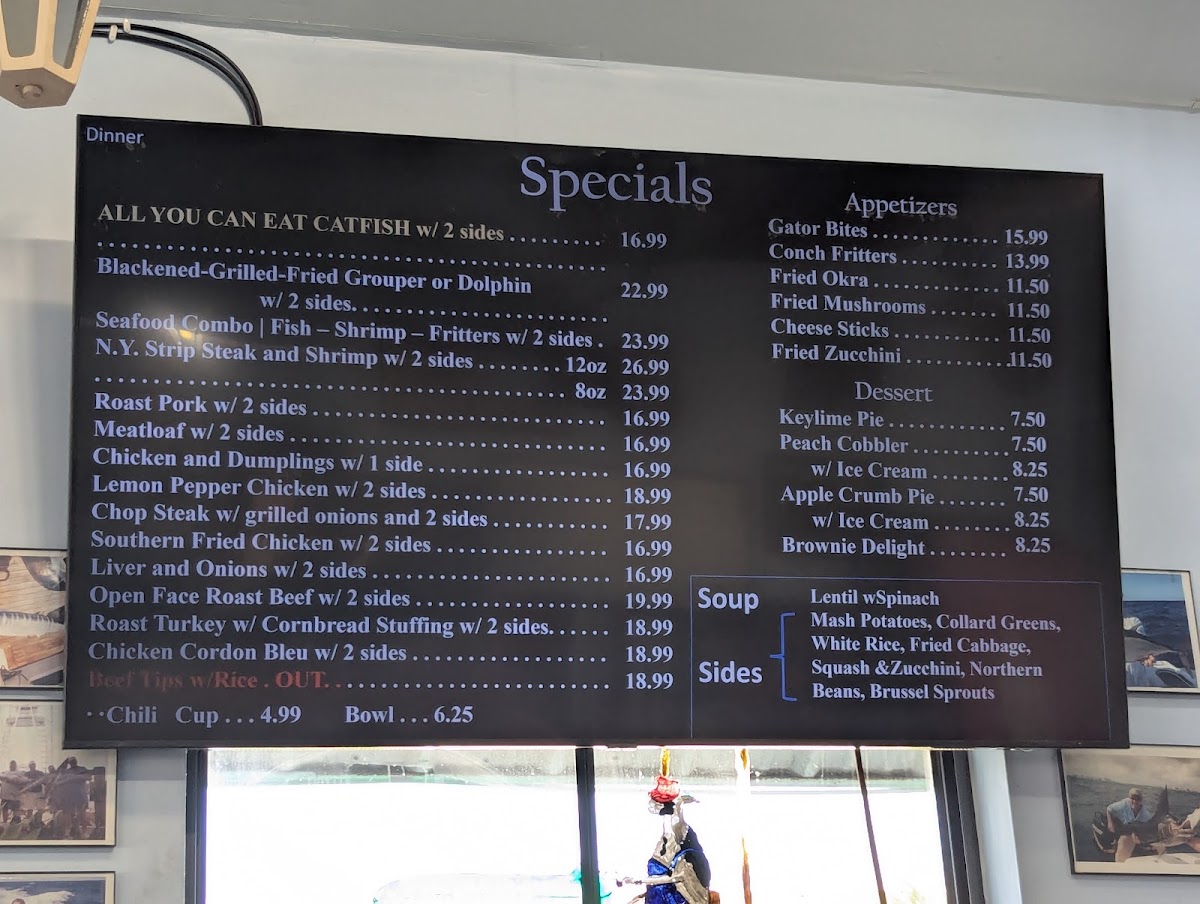 Dinner
Specials
ALL YOU CAN EAT CATFISH w/ 2 sides . . . . . . . . . 16.99
. . . . . . . . . . . . . . . . . . . . . . . . . . . . . . . . . . . . . . . . .
Blackened-Grilled-Fried Grouper or Dolphin 22.99
w/ 2 sides. . . . . . . . . . . . . . . . . . . . .
Seafood Combo | Fish – Shrimp – Fritters w/ 2 sides . 23.99
N.Y. Strip Steak and Shrimp w/ 2 sides . . . . . . . . 12oz 26.99
. . . . . . . . . . . . . . . . . . . . . . . . . . . . . . . . . . . . . . 8oz 23.99
Roast Pork w/ 2 sides . . . . . . . . . . . . . . . . . . . . . . . . 16.99
Meatloaf w/ 2 sides . . . . . . . . . . . . . . . . . . . . . . . . . . 16.99
Chicken and Dumplings w/ 1 side . . . . . . . . . . . . . . . 16.99
Lemon Pepper Chicken w/ 2 sides . . . . . . . . . . . . . . . 18.99
Chop Steak w/ grilled onions and 2 sides . . . . . . . . . . 17.99
Southern Fried Chicken w/ 2 sides . . . . . . . . . . . . . . . 16.99
Liver and Onions w/ 2 sides . . . . . . . . . . . . . . . . . . . . 16.99
Open Face Roast Beef w/ 2 sides . . . . . . . . . . . . . . . . 19.99
Roast Turkey w/ Cornbread Stuffing w/ 2 sides. . . . . . 18.99
Chicken Cordon Bleu w/ 2 sides . . . . . . . . . . . . . . . . . 18.99
Beef Tips w/Rice . OUT. . . . . . . . . . . . . . . . . . . . . . . . . 18.99
. . Chili Cup . . . 4.99 Bowl . . . 6.25
Appetizers
Gator Bites . . . . . . . . . . . . 15.99
Conch Fritters . . . . . . . . . . 13.99
Fried Okra . . . . . . . . . . . . 11.50
Fried Mushrooms . . . . . . . 11.50
Cheese Sticks . . . . . . . . . . 11.50
Fried Zucchini . . . . . . . . . .11.50
Dessert
Keylime Pie . . . . . . . . . . . . 7.50
Peach Cobbler . . . . . . . . . . 7.50
w/ Ice Cream . . . . . . . . 8.25
Apple Crumb Pie . . . . . . . 7.50
w/ Ice Cream . . . . . . . . 8.25
Brownie Delight . . . . . . . . 8.25
Soup Lentil wSpinach
Sides Mash Potatoes, Collard Greens,
White Rice, Fried Cabbage,
Squash &Zucchini, Northern
Beans, Brussel Sprouts